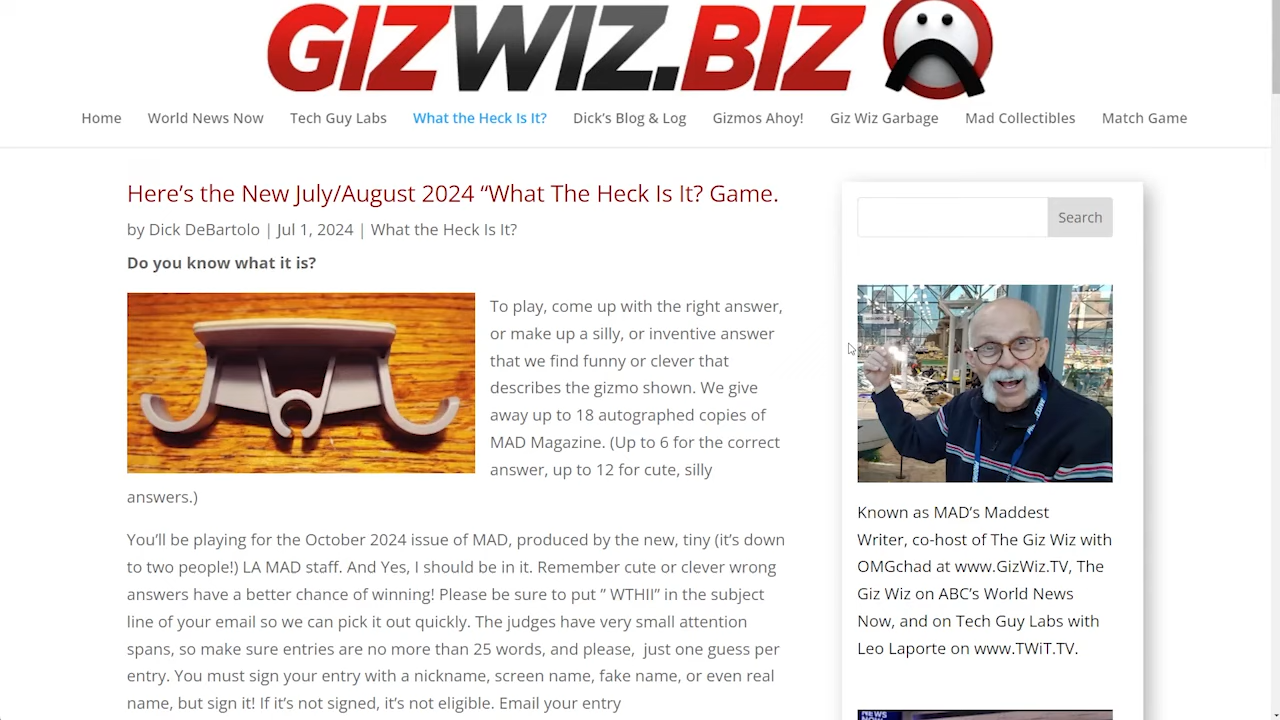 GIZWIZ.BIZ
Home World News Now Tech Guy Labs What the Heck Is It? Dick's Blog & Log Gizmos Ahoy! Giz Wiz Garbage Mad Collectibles Match Game
Here’s the New July/August 2024 “What The Heck Is It? Game.
by Dick DeBartolo | Jul 1, 2024 | What the Heck Is It?
Do you know what it is?
To play, come up with the right answer,
or make up a silly, or inventive answer
that we find funny or clever that
describes the gizmo shown. We give
away up to 18 autographed copies of
MAD Magazine. (Up to 6 for the correct
answer, up to 12 for cute, silly
answers.)
You’ll be playing for the October 2024 issue of MAD, produced by the new, tiny (it’s down
to two people!) LA MAD staff. And Yes, I should be in it. Remember cute or clever wrong
answers have a better chance of winning! Please be sure to put ” WTHII” in the subject
line of your email so we can pick it out quickly. The judges have very small attention
spans, so make sure entries are no more than 25 words, and please, just one guess per
entry. You must sign your entry with a nickname, screen name, fake name, or even real
name, but sign it! If it’s not signed, it’s not eligible. Email your entry
Search
Known as MAD’s Maddest
Writer, co-host of The Giz Wiz with
OMGchad at www.GizWiz.TV, The
Giz Wiz on ABC’s World News
Now, and on Tech Guy Labs with
Leo Laporte on www.TWiT.TV.